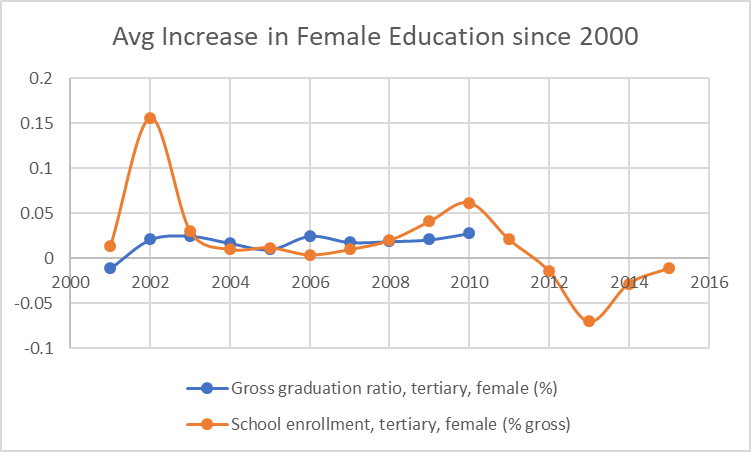 Avg Increase in Female Education since 2000
0.2
0.15
0.1
0.05
0
-0.05
-0.1
2000 2002 2004 2006 2008 2010 2012 2014 2016
Gross graduation ratio, tertiary, female (%)
School enrollment, tertiary, female (% gross)